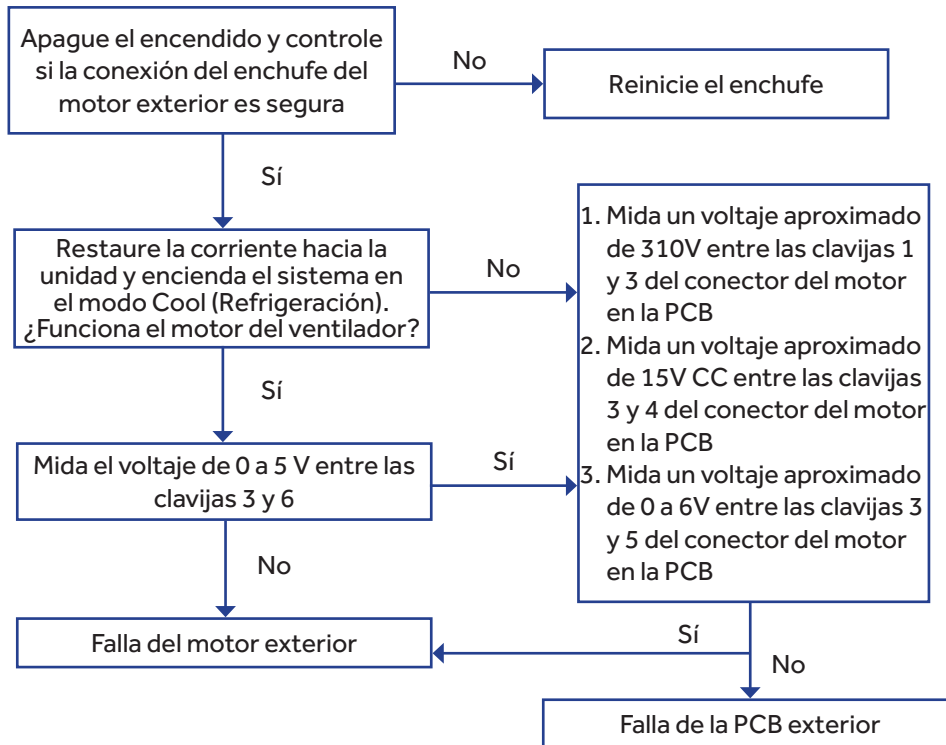 Apague el encendido y controle
si la conexión del enchufe del
motor exterior es segura
No
Reinicie el enchufe
Sí
Restaure la corriente hacia la
unidad y encienda el sistema en
el modo Cool (Refrigeración).
¿Funciona el motor del ventilador?
No
1. Mida un voltaje aproximado
de 310V entre las clavijas 1
y 3 del conector del motor
en la PCB
2. Mida un voltaje aproximado
de 15V CC entre las clavijas
3 y 4 del conector del motor
en la PCB
3. Mida un voltaje aproximado
de 0 a 6V entre las clavijas 3
y 5 del conector del motor
en la PCB
Sí
Mida el voltaje de 0 a 5 V entre las
clavijas 3 y 6
Sí
No
Falla del motor exterior
Sí
No
Falla de la PCB exterior